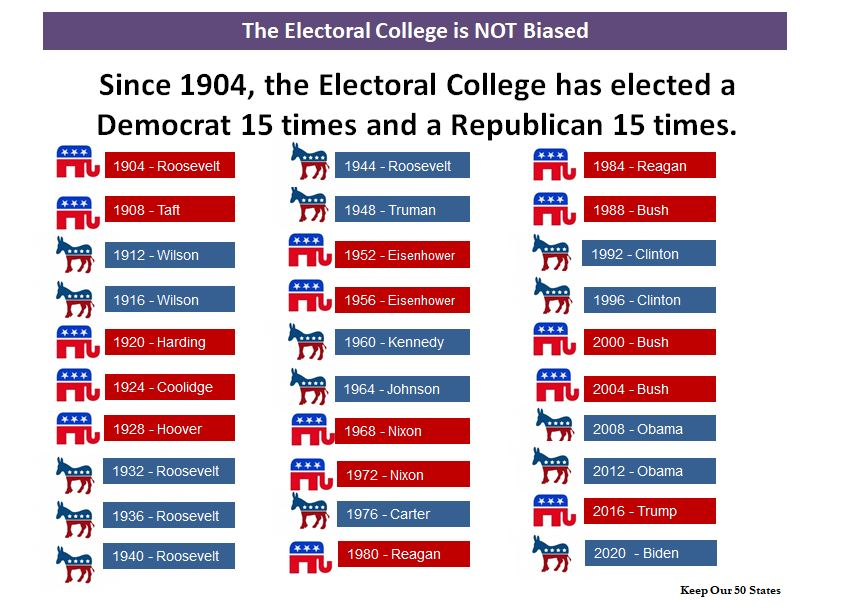 The Electoral College is NOT Biased
Since 1904, the Electoral College has elected a
Democrat 15 times and a Republican 15 times.
1904 - Roosevelt
1908 - Taft
1912 - Wilson
1916 - Wilson
1920 - Harding
1924 - Coolidge
1928 - Hoover
1932 - Roosevelt
1936 - Roosevelt
1940 - Roosevelt
1944 - Roosevelt
1948 - Truman
1952 - Eisenhower
1956 - Eisenhower
1960 - Kennedy
1964 - Johnson
1968 - Nixon
1972 - Nixon
1976 - Carter
1980 - Reagan
1984 - Reagan
1988 - Bush
1992 - Clinton
1996 - Clinton
2000 - Bush
2004 - Bush
2008 - Obama
2012 - Obama
2016 - Trump
2020 - Biden
Keep Our 50 States